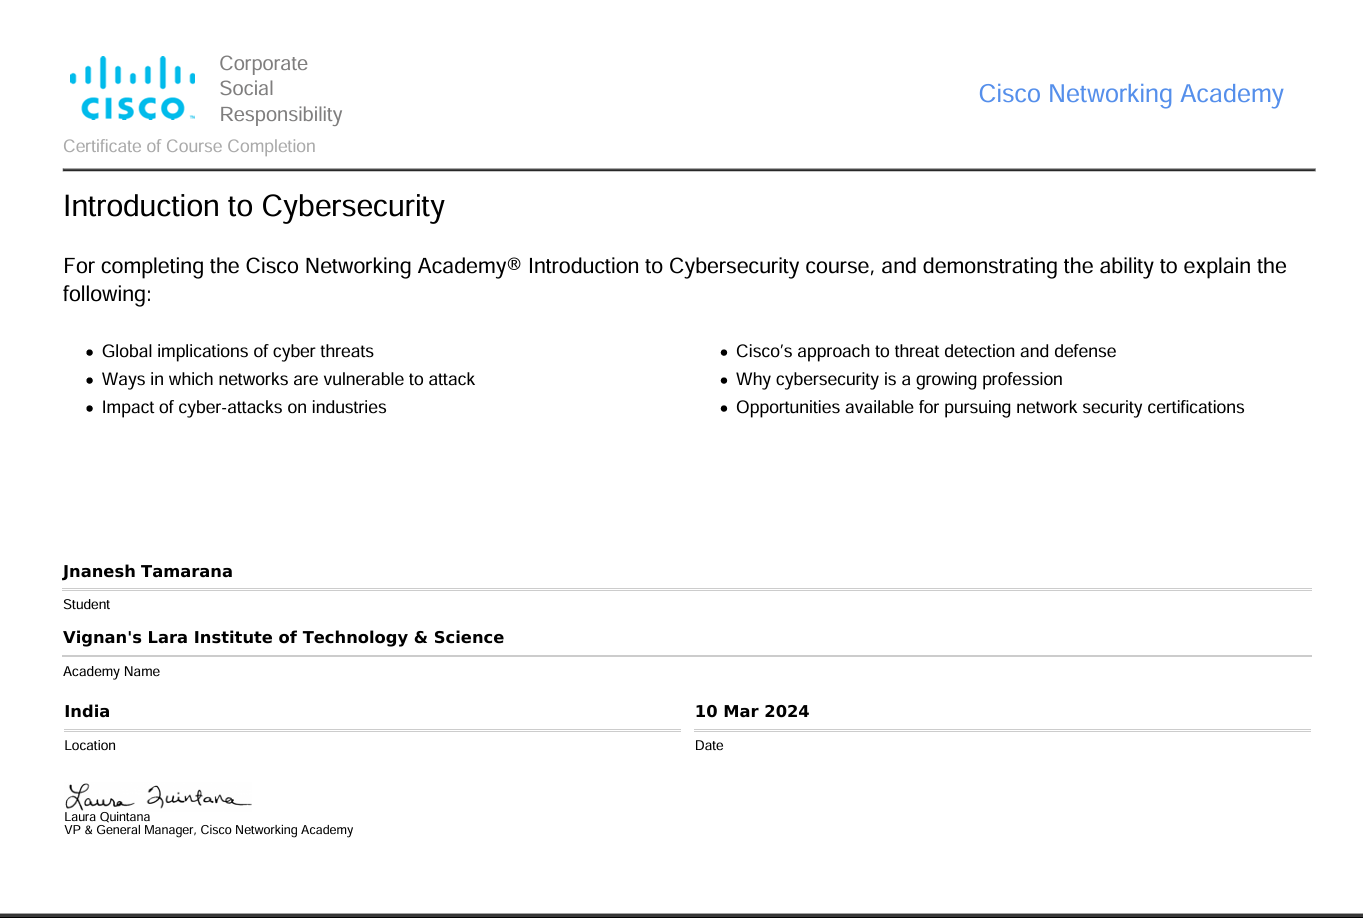 CISCO
Corporate
Social
Responsibility
Cisco Networking Academy
Certificate of Course Completion
Introduction to Cybersecurity
For completing the Cisco Networking Academy® Introduction to Cybersecurity course, and demonstrating the ability to explain the
following:
• Global implications of cyber threats
• Ways in which networks are vulnerable to attack
• Impact of cyber-attacks on industries
• Cisco’s approach to threat detection and defense
• Why cybersecurity is a growing profession
• Opportunities available for pursuing network security certifications
Jnanesh Tamarana
Student
Vignan's Lara Institute of Technology & Science
Academy Name
India
Location
10 Mar 2024
Date
Laura Quintana
Laura Quintana
VP & General Manager, Cisco Networking Academy